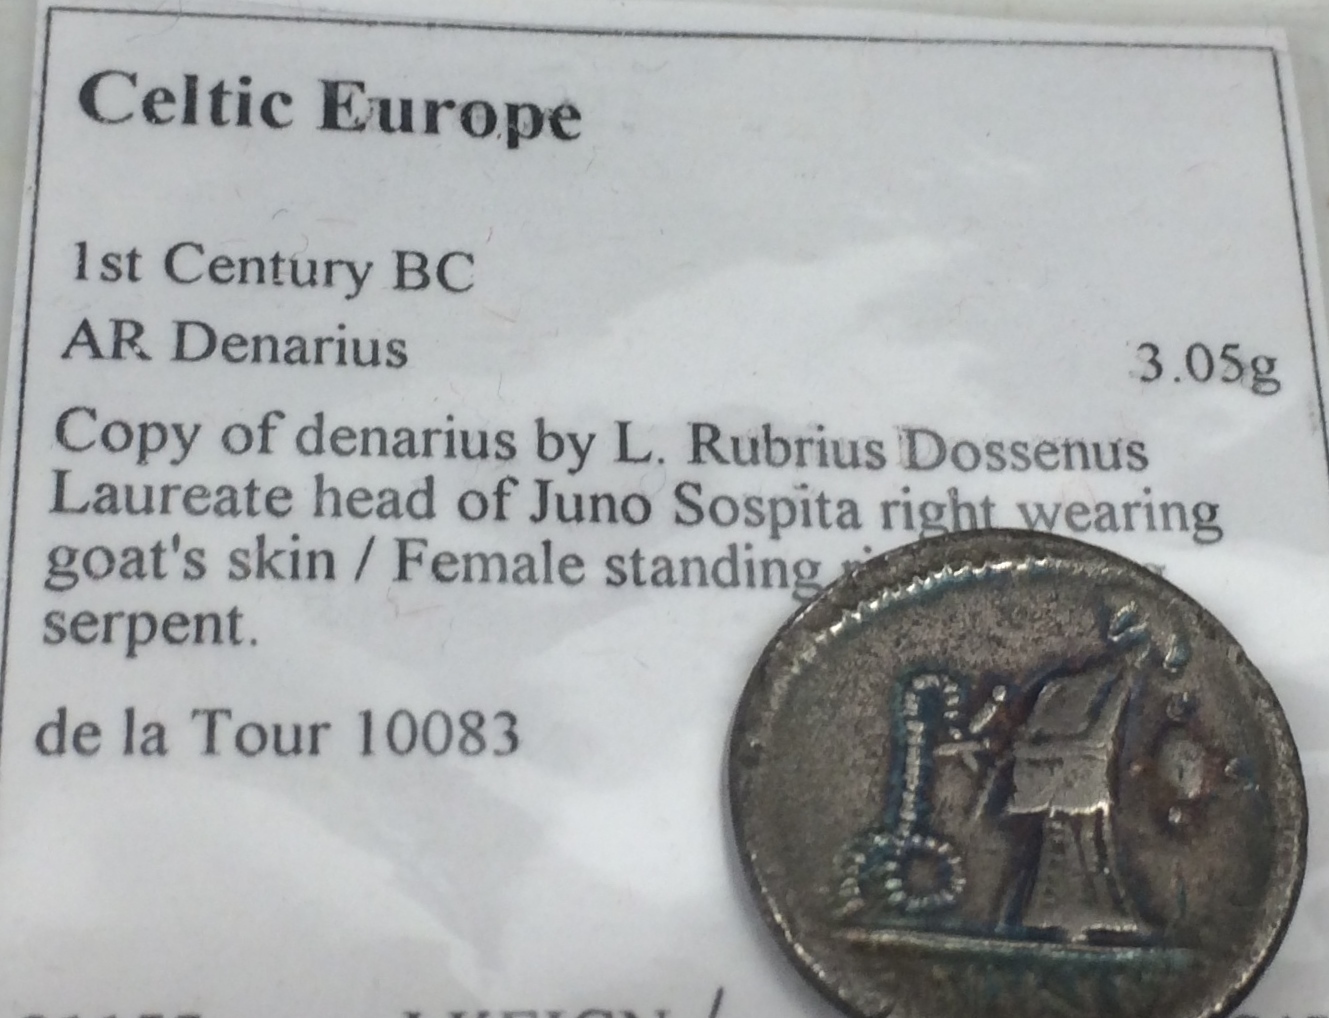 Celtic Europe
1st Century BC
AR Denarius 3.05g
Copy of denarius by L. Rubrius Dossenus
Laureate head of Juno Sospita right wearing
goat's skin / Female standing
serpent.
de la Tour 10083